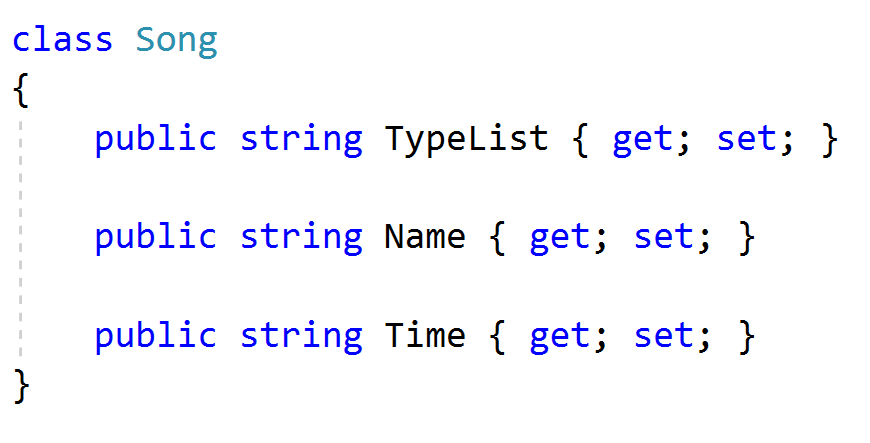 class Song
{
    public string TypeList { get; set; }
    public string Name { get; set; }
    public string Time { get; set; }
}